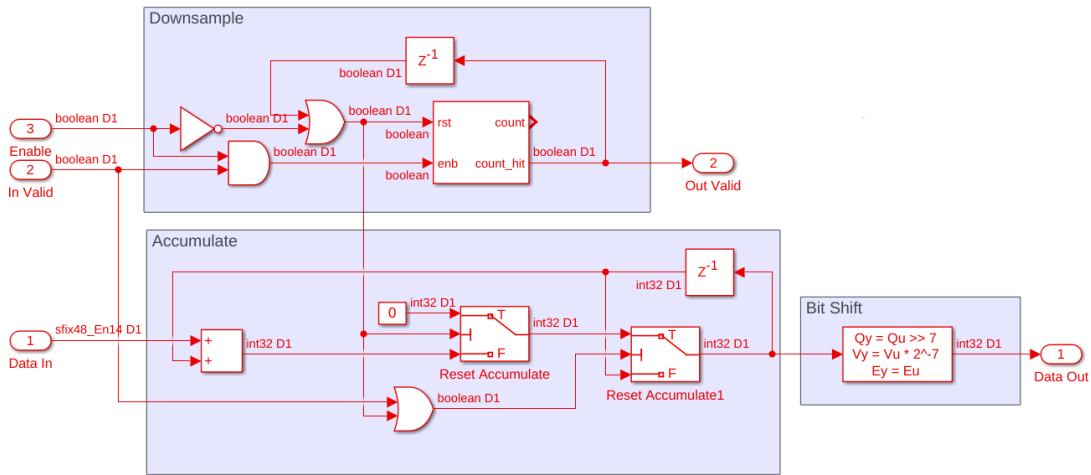 Downsample
Z-1
boolean D1
boolean D1
boolean D1
boolean D1
3
Enable
rst
count
boolean
boolean D1
boolean D1
boolean D1
2
In Valid
enb
count_hit
boolean
2
Out Valid
Accumulate
Z-1
int32 D1
int32 D1
0
T
int32 D1
Bit Shift
sfix48_En14 D1
1
Data In
+
+
int32 D1
F
Reset Accumulate
T
int32 D1
F
Reset Accumulate1
Qy = Qu >> 7
Vy = Vu * 2^-7
Ey = Eu
int32 D1
1
Data Out
boolean D1